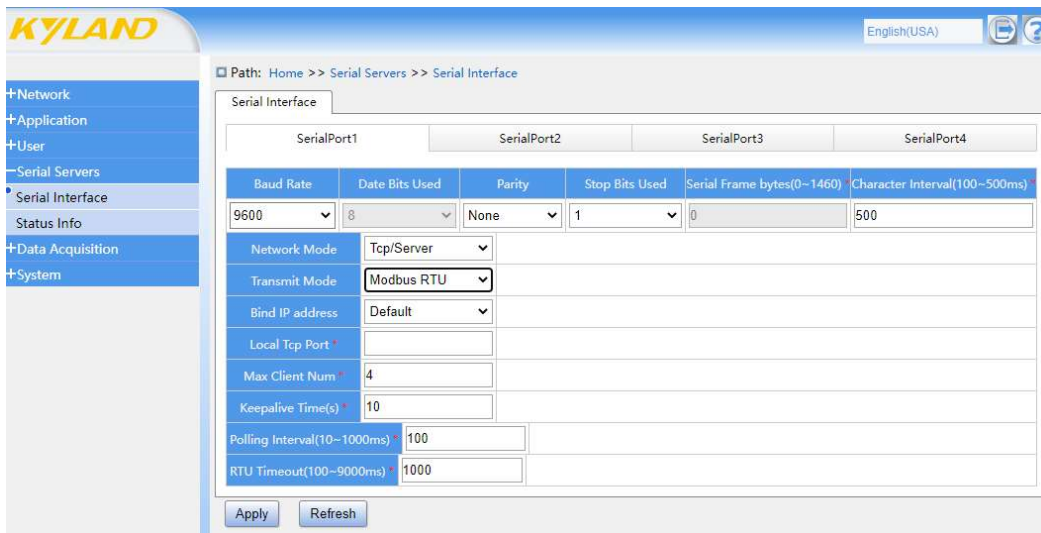 KYLAND
English(USA)
Path: Home >> Serial Servers >> Serial Interface
+Network
+Application
+User
−Serial Servers
Serial Interface
Status Info
+Data Acquisition
+System
Serial Interface
SerialPort1 SerialPort2 SerialPort3 SerialPort4
Baud Rate Date Bits Used Parity Stop Bits Used Serial Frame bytes(0~1460) * Character Interval(100~500ms) *
9600 8 None 1 0 500
Network Mode Tcp/Server
Transmit Mode Modbus RTU
Bind IP address Default
Local Tcp Port *
Max Client Num * 4
Keepalive Time(s) * 10
Polling Interval(10~1000ms) * 100
RTU Timeout(100~9000ms) * 1000
Apply Refresh